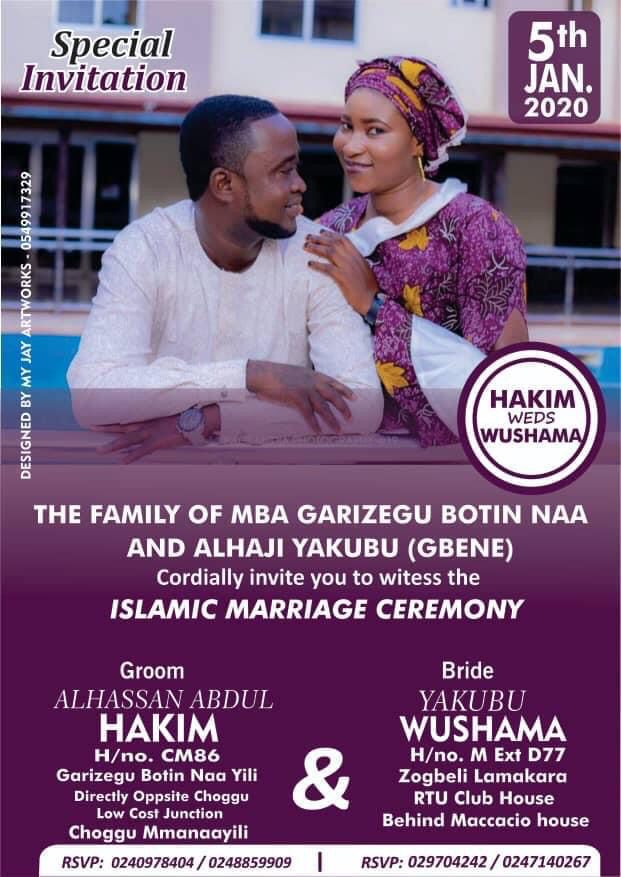 Special
Invitation
5th
JAN.
2020
DESIGNED BY MY JAY ARTWORKS - 0549917329
HAKIM
WEDS
WUSHAMA
THE FAMILY OF MBA GARIZEGU BOTIN NAA
AND ALHAJI YAKUBU (GBENE)
Cordially invite you to witess the
ISLAMIC MARRIAGE CEREMONY
Groom
ALHASSAN ABDUL
HAKIM
H/no. CM86
Garizegu Botin Naa Yili
Directly Oppsite Choggu
Low Cost Junction
Choggu Mmanaayili
&
Bride
YAKUBU
WUSHAMA
H/no. M Ext D77
Zogbeli Lamakara
RTU Club House
Behind Maccacio house
RSVP: 0240978404 / 0248859909 | RSVP: 029704242 / 0247140267